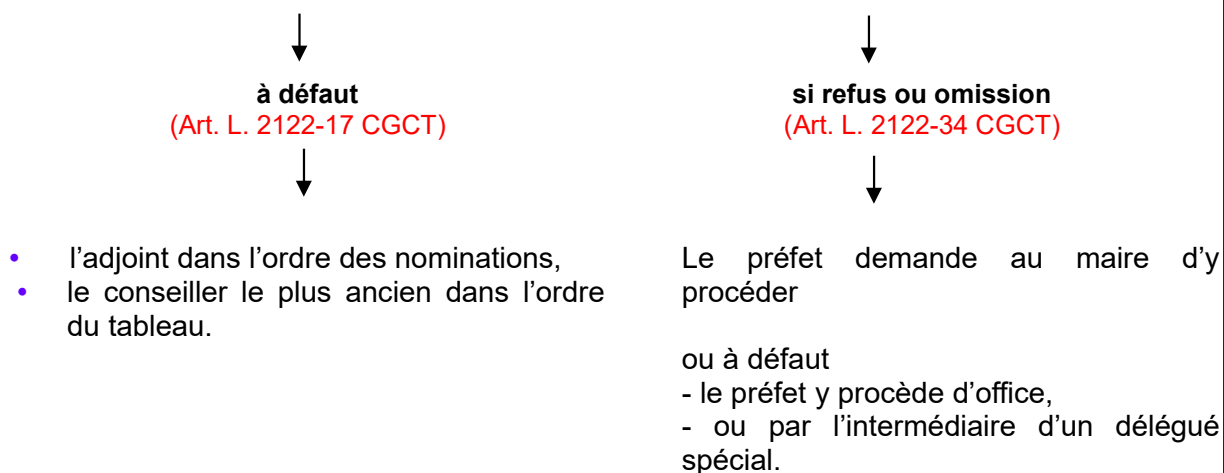 à défaut
(Art. L. 2122-17 CGCT)
• l’adjoint dans l’ordre des nominations,
• le conseiller le plus ancien dans l’ordre
du tableau.
si refus ou omission
(Art. L. 2122-34 CGCT)
Le préfet demande au maire d’y
procéder
ou à défaut
- le préfet y procède d’office,
- ou par l’intermédiaire d’un délégué
spécial.